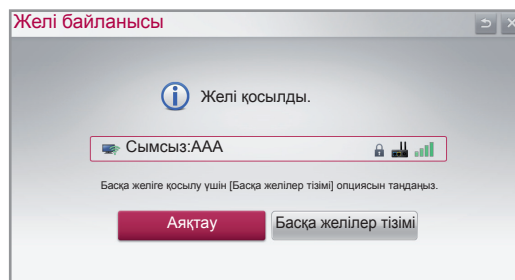 Желі байланысы
Желі қосылды.
Сымсыз:AAA
Басқа желіге қосылу үшін [Басқа желілер тізімі] опциясын таңдаңыз.
Аяқтау
Басқа желілер тізімі